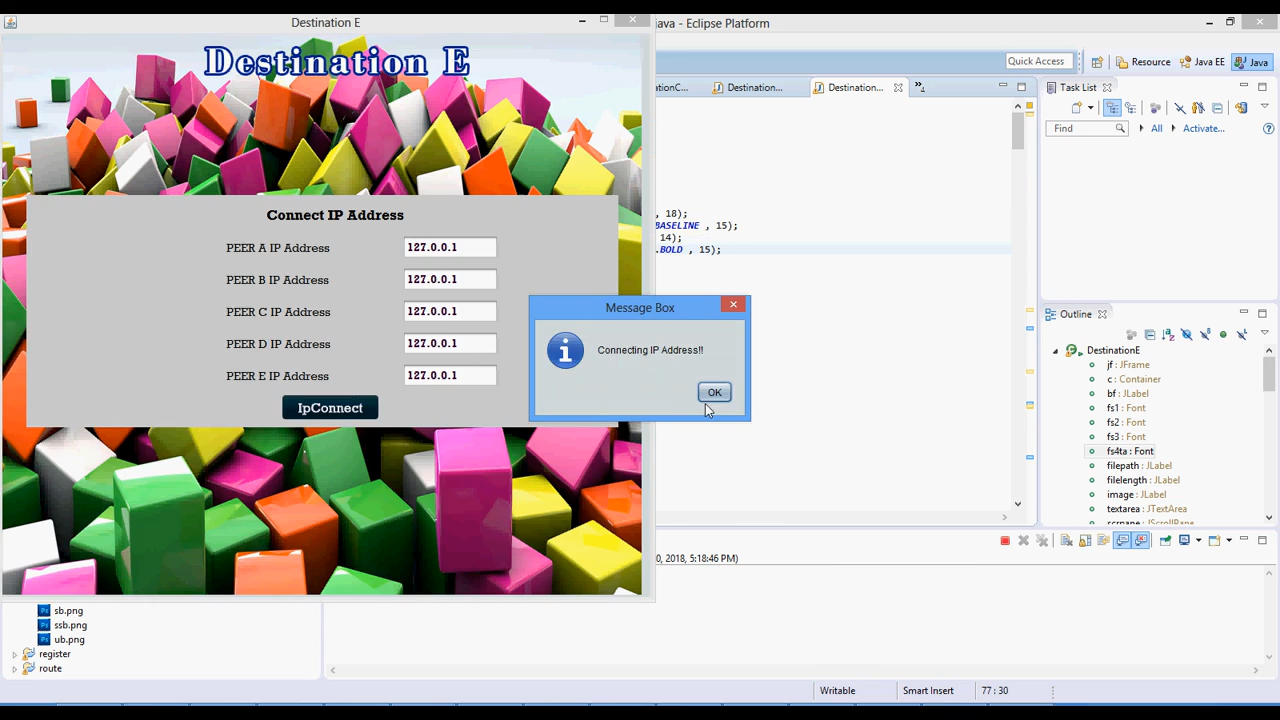 Destination E
java - Eclipse Platform
Destination E
Quick Access
Resource
Java EE
Java
Destination...
Destination...
Task List
Find
All
Activate...
, 18);
BASELINE , 15);
14);
.BOLD , 15);
Connect IP Address
PEER A IP Address 127.0.0.1
PEER B IP Address 127.0.0.1
PEER C IP Address 127.0.0.1
PEER D IP Address 127.0.0.1
PEER E IP Address 127.0.0.1
IpConnect
Message Box
Connecting IP Address!!
OK
Outline
DestinationE
jf : JFrame
c : Container
bf : JLabel
fs1 : Font
fs2 : Font
fs3 : Font
fs4ta : Font
filepath : JLabel
filelength : JLabel
image : JLabel
textarea : JTextArea
0, 2018, 5:18:46 PM)
sb.png
ssb.png
ub.png
register
route
Writable
Smart Insert
77 : 30